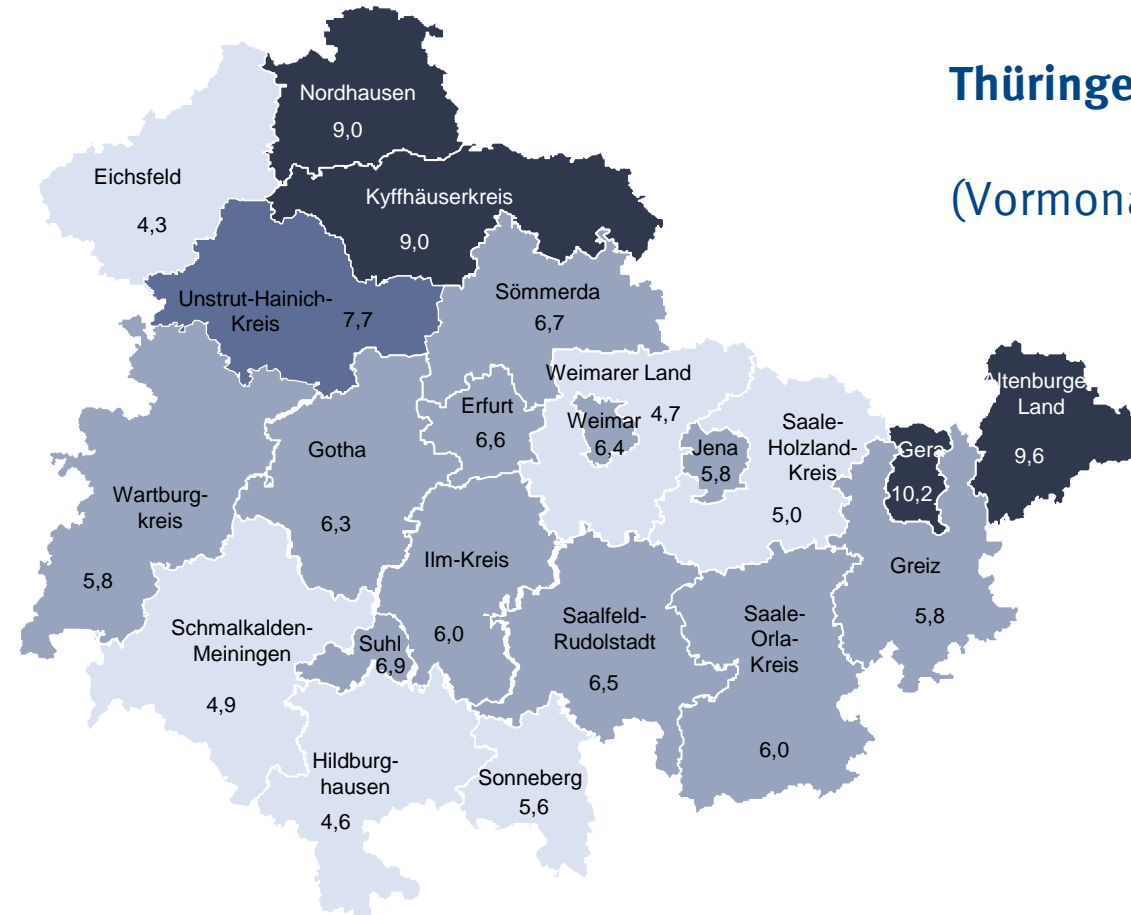 Thüringe
(Vormona
Nordhausen
9,0
Eichsfeld
4,3
Kyffhäuserkreis
9,0
Unstrut-Hainich-
Kreis
7,7
Sömmerda
6,7
Weimarer Land
4,7
Erfurt
6,6
Weimar
6,4
Jena
5,8
Saale-
Holzland-
Kreis
5,0
Gera
10,2
Altenburge
Land
9,6
Gotha
6,3
Wartburg-
kreis
5,8
Ilm-Kreis
6,0
Greiz
5,8
Schmalkalden-
Meiningen
4,9
Suhl
6,9
Saalfeld-
Rudolstadt
6,5
Saale-
Orla-
Kreis
6,0
Hildburg-
hausen
4,6
Sonneberg
5,6